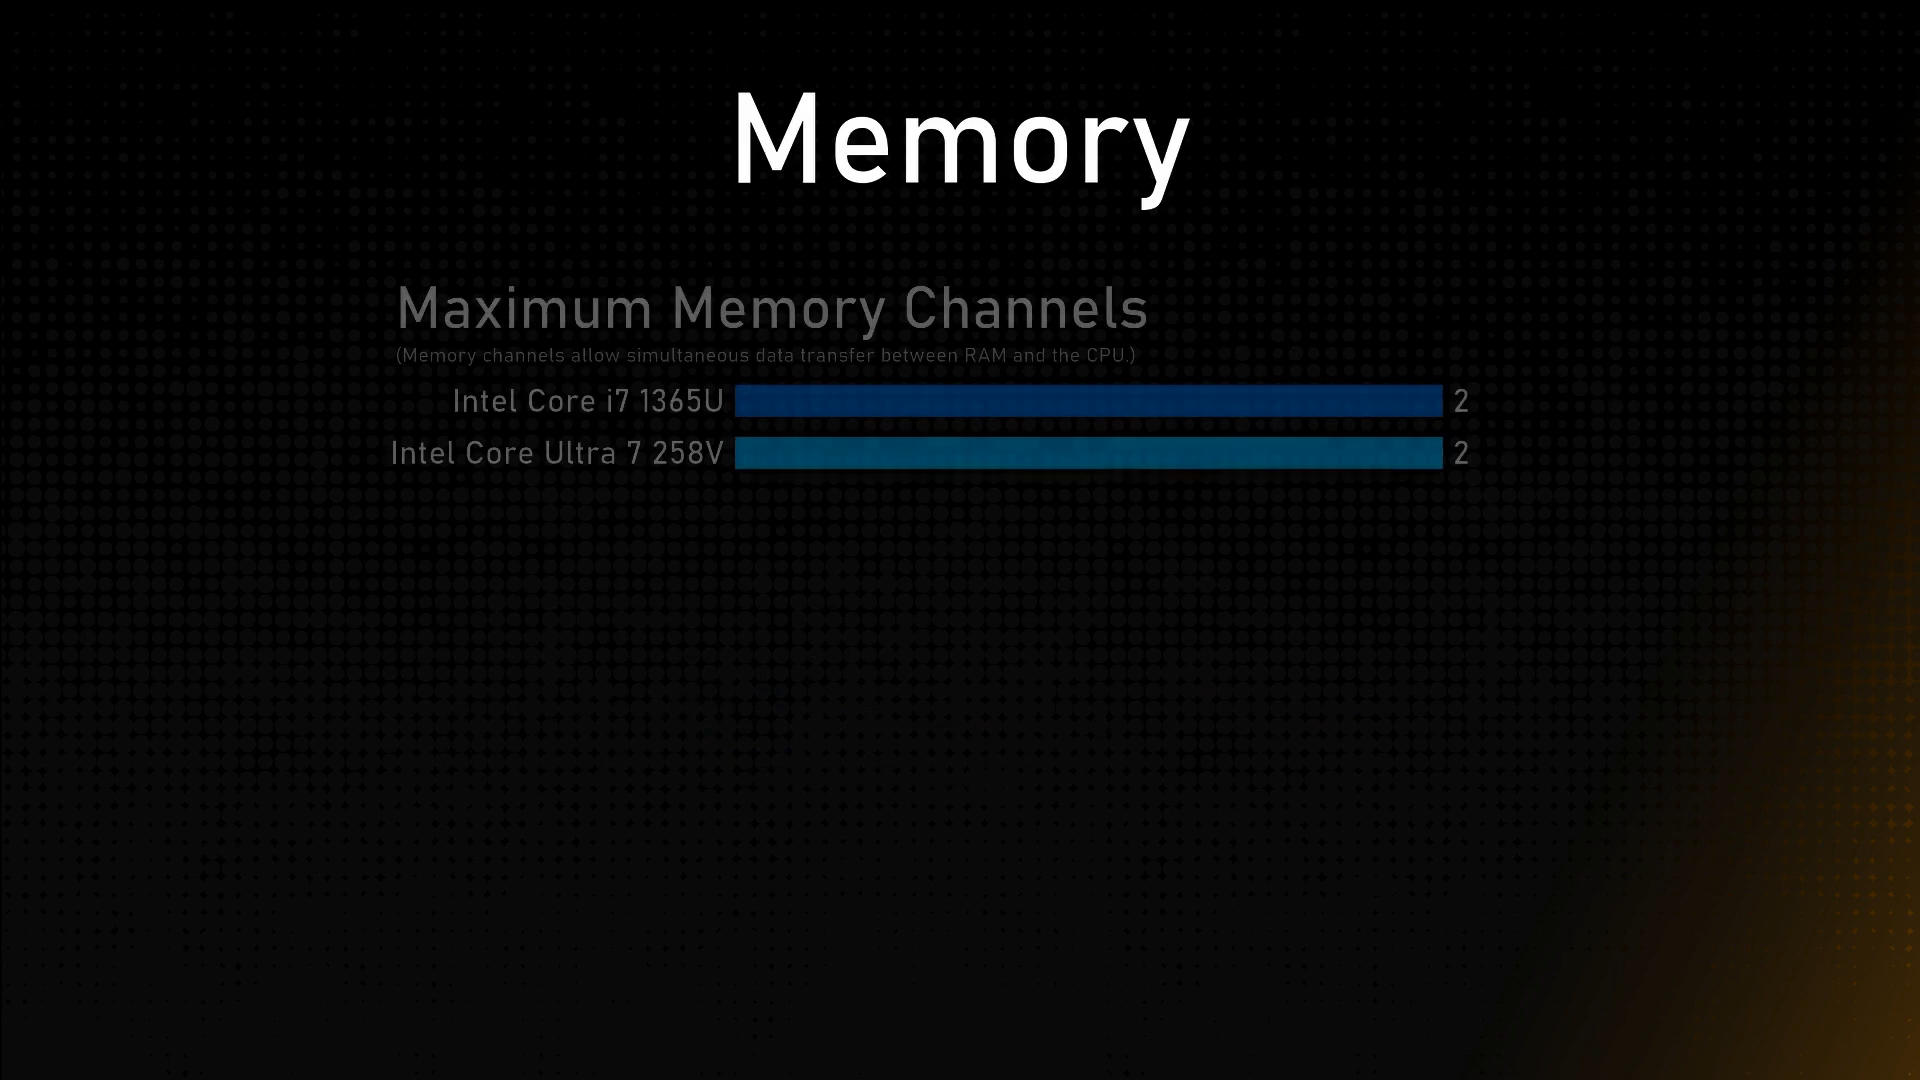 Memory
Maximum Memory Channels
(Memory channels allow simultaneous data transfer between RAM and the CPU.)
Intel Core i7 1365U 2
Intel Core Ultra 7 258V 2